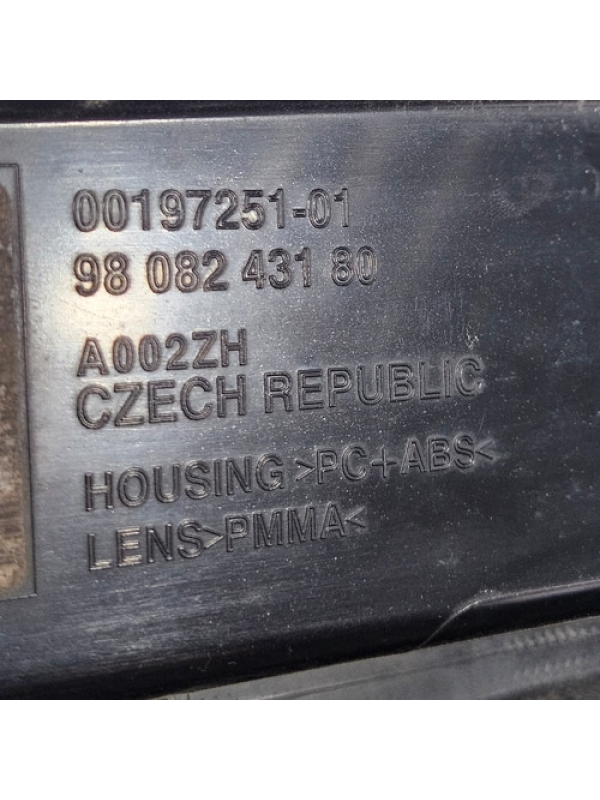 00197251-01
98 082 431 80
A002ZH
CZECH REPUBLIC
HOUSING >PC+ABS<
LENS>PMMA<